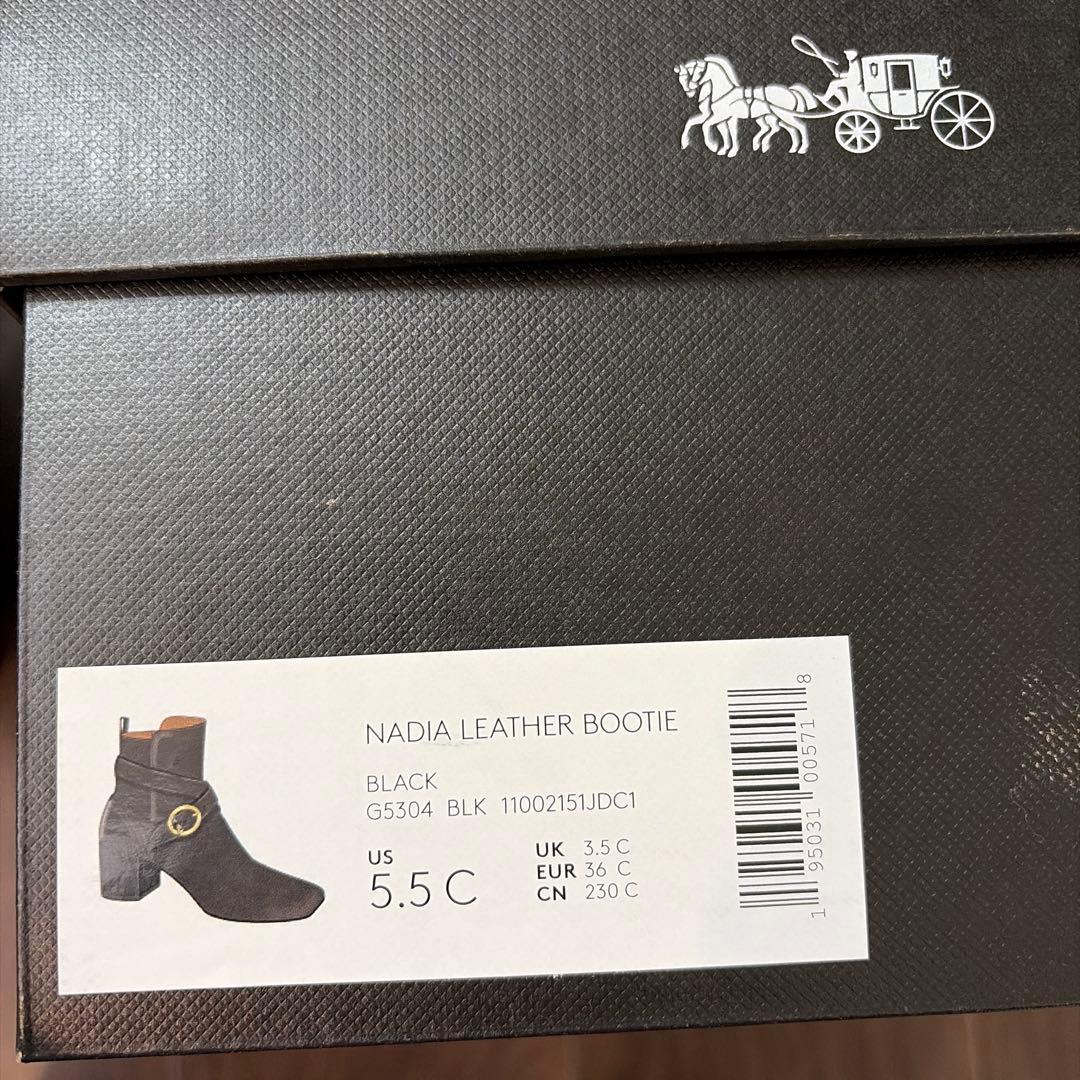 NADIA LEATHER BOOTIE
BLACK
G5304 BLK 11002151JDC1
US
5.5 C
UK 3.5 C
EUR 36 C
CN 230 C
1 95031 00571 8